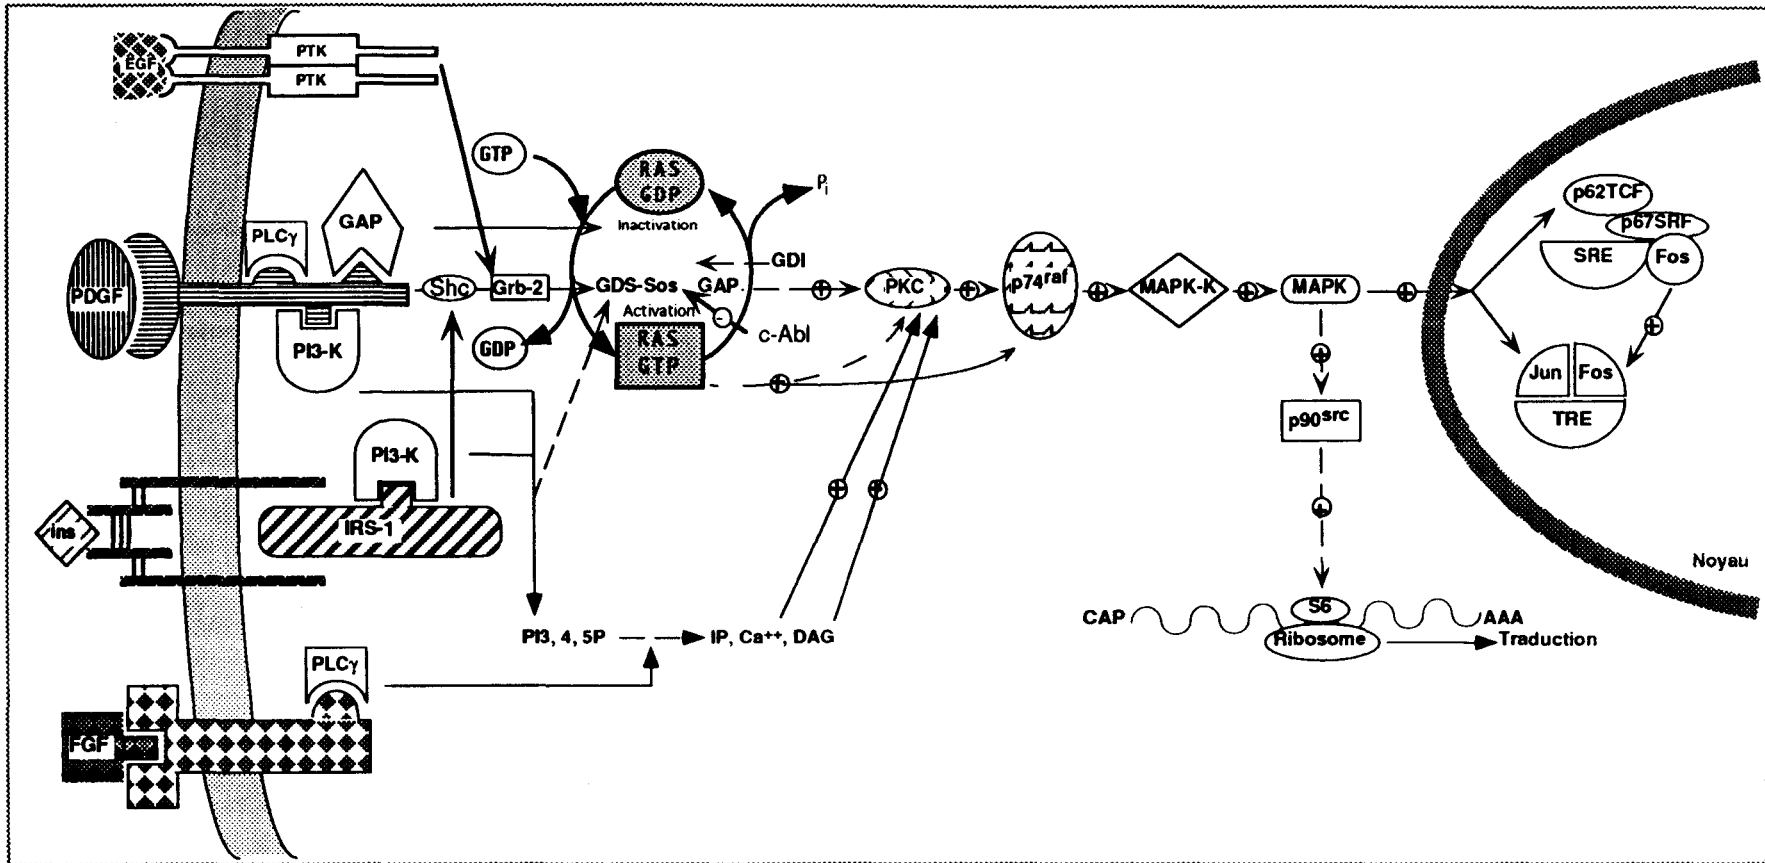 EGF
PTK
PTK
GTP
RAS
GDP
Pi
Inactivation
PLCγ
GAP
PDGF
PI3-K
Shc
Grb-2
GDS-Sos
GAP
GDI
Activation
c-Abl
GDP
RAS
GTP
PKC
p74raf
MAPK-K
MAPK
p62TCF
p67SRF
SRE
Fos
Jun
Fos
TRE
p90src
PI3-K
IRS-1
ins
Noyau
PI3, 4, 5P
IP, Ca++, DAG
CAP
S6
AAA
Ribosome
Traduction
PLCγ
FGF